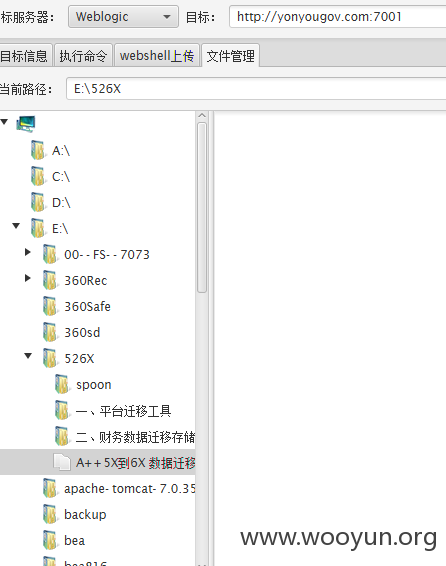 标服务器： Weblogic 目标： http://yonyougov.com:7001
目标信息 执行命令 webshell上传 文件管理
当前路径： E:\526X
A:\
C:\
D:\
E:\
00--FS--7073
360Rec
360Safe
360sd
526X
spoon
一、平台迁移工具
二、财务数据迁移存储
A++5X到6X 数据迁移
apache-tomcat-7.0.35
backup
www.wooyun.org
bea